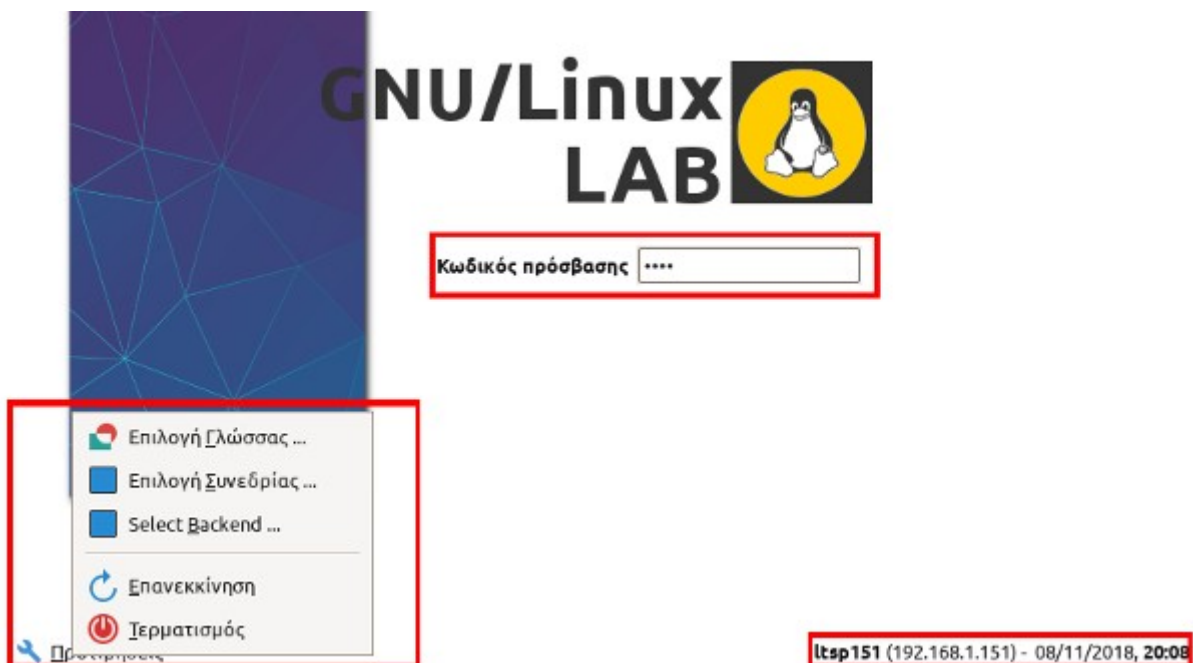 GNU/Linux
LAB
Κωδικός πρόσβασης ····
Επιλογή Γλώσσας ...
Επιλογή Συνεδρίας ...
Select Backend ...
Επανεκκίνηση
Τερματισμός
ltsp151 (192.168.1.151) - 08/11/2018, 20:08